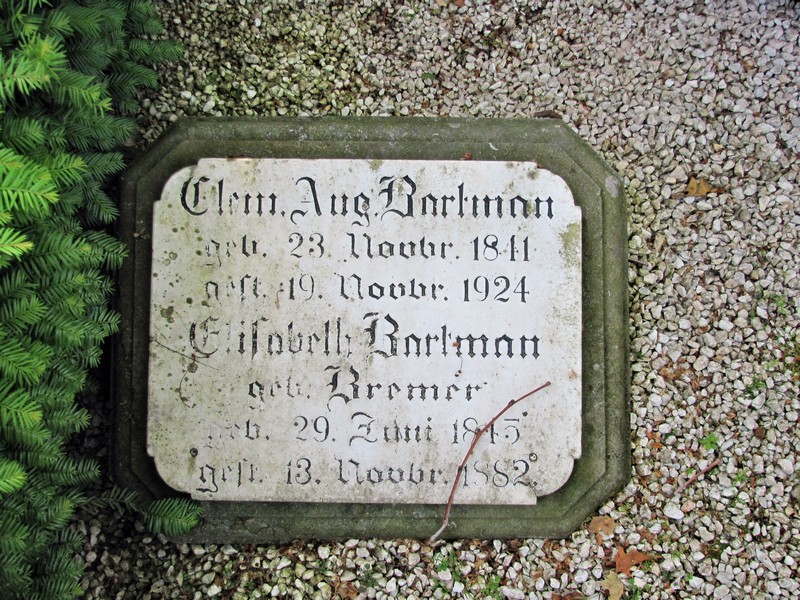 Clem. Aug. Bartman
geb. 23. Novbr. 1841
gest. 19. Novbr. 1924
Elisabeth Bartman
geb. Bremer
geb. 29. Juni 1845
gest. 13. Novbr. 1882